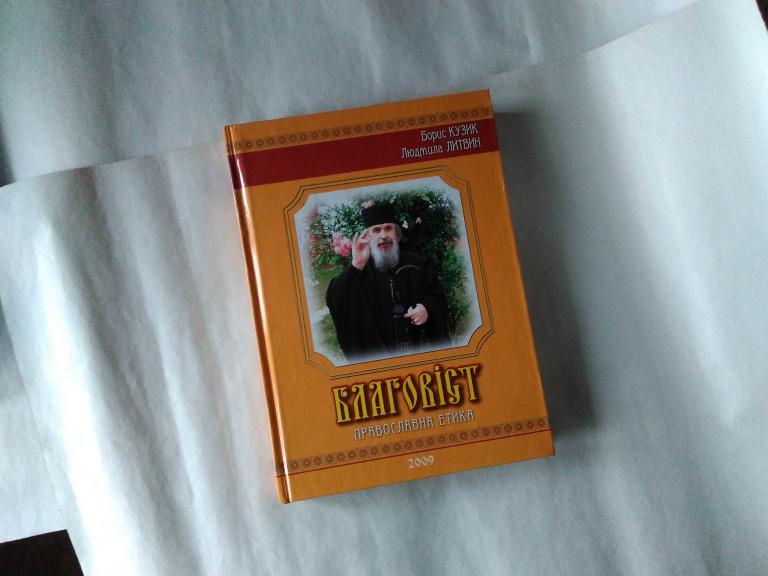 Борис КУЗИК
Людмила ЛИТВИН
БЛАГОВІСТ
ПРАВОСЛАВНА ЕТИКА
2009